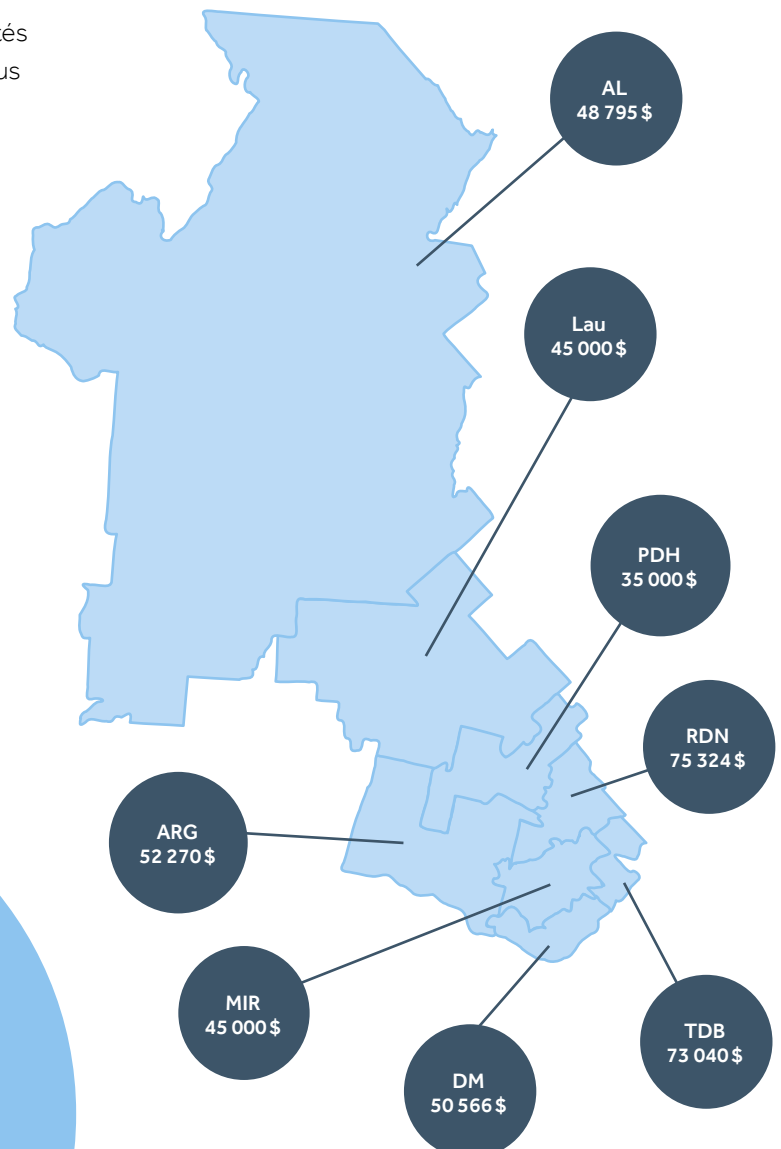 tés
us
AL
48 795 $
Lau
45 000 $
PDH
35 000 $
RDN
75 324 $
ARG
52 270 $
MIR
45 000 $
TDB
73 040 $
DM
50 566 $